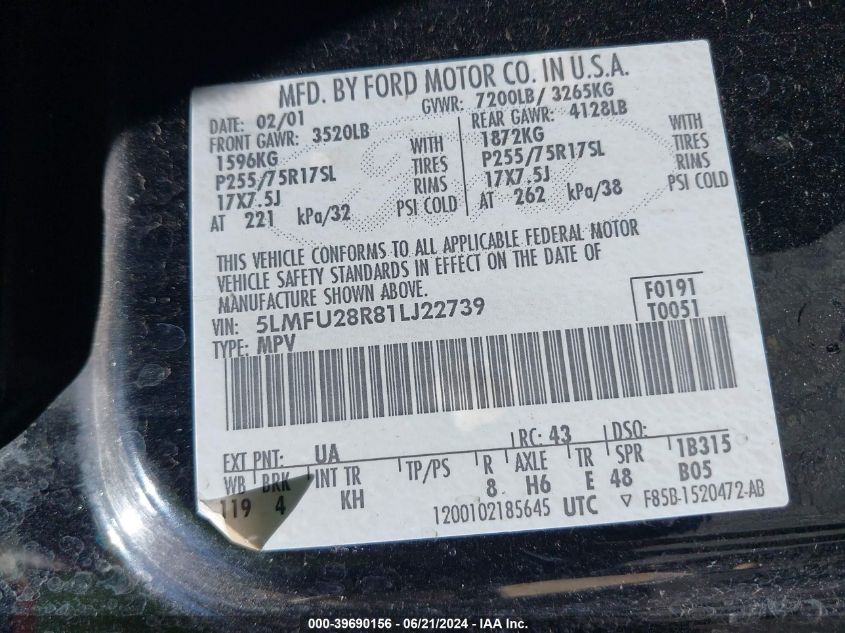 MFD. BY FORD MOTOR CO. IN U.S.A.
DATE: 02/01 GVWR: 7200LB/ 3265KG
FRONT GAWR: 3520LB REAR GAWR: 4128LB
1596KG WITH 1872KG WITH
P255/75R17SL TIRES P255/75R17SL TIRES
17X7.5J RIMS 17X7.5J RIMS
AT 221 kPa/32 PSI COLD AT 262 kPa/38 PSI COLD
THIS VEHICLE CONFORMS TO ALL APPLICABLE FEDERAL MOTOR
VEHICLE SAFETY STANDARDS IN EFFECT ON THE DATE OF
MANUFACTURE SHOWN ABOVE.
VIN: 5LMFU28R81LJ22739 F0191
TYPE: MPV T0051
EXT PNT: UA RC: 43 DSO:
WB BRK INT TR TP/PS R AXLE TR SPR 1B315
119 4 KH 8 H6 E 48 B05
1200102185645 UTC ▽ F85B-1520472-AB
000-39690156 - 06/21/2024 - IAA Inc.